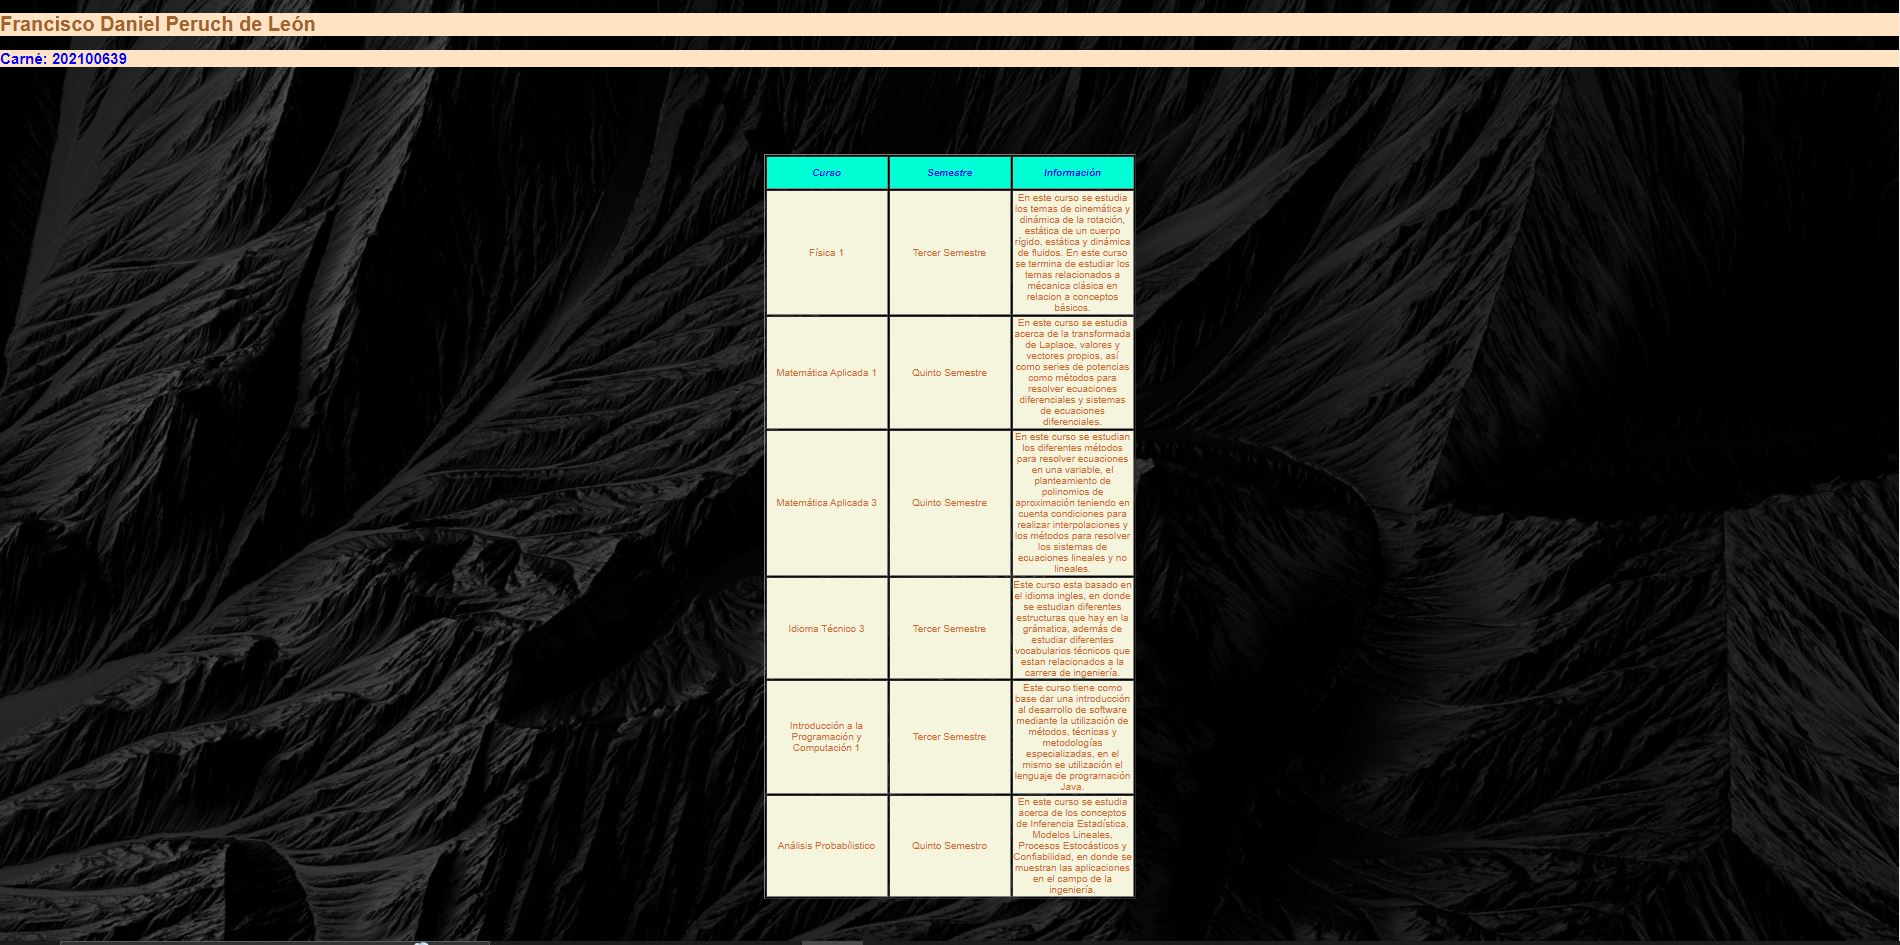 Francisco Daniel Peruch de León
Carné: 202100639
Curso
Semestre
Información
Física 1
Tercer Semestre
En este curso se estudia
los temas de cinemática y
dinámica de la rotación,
estática de un cuerpo
rígido, estática y dinámica
de fluidos. En este curso
se termina de estudiar los
temas relacionados a
mécanica clásica en
relacion a conceptos
básicos.
Matemática Aplicada 1
Quinto Semestre
En este curso se estudia
acerca de la transformada
de Laplace, valores y
vectores propios, así
como series de potencias
como métodos para
resolver ecuaciones
diferenciales y sistemas
de ecuaciones
diferenciales.
Matemática Aplicada 3
Quinto Semestre
En este curso se estudian
los diferentes métodos
para resolver ecuaciones
en una variable, el
planteamiento de
polinomios de
aproximación teniendo en
cuenta condiciones para
realizar interpolaciones y
los métodos para resolver
los sistemas de
ecuaciones lineales y no
lineales.
Idioma Técnico 3
Tercer Semestre
Este curso esta basado en
el idioma ingles, en donde
se estudian diferentes
estructuras que hay en la
grámatica, además de
estudiar diferentes
vocabularios técnicos que
estan relacionados a la
carrera de ingeniería.
Introducción a la
Programación y
Computación 1
Tercer Semestre
Este curso tiene como
base dar una introducción
al desarrollo de software
mediante la utilización de
métodos, técnicas y
metodologías
especializadas, en el
mismo se utilización el
lenguaje de programación
Java.
Análisis Probabílistico
Quinto Semestro
En este curso se estudia
acerca de los conceptos
de Inferencia Estadística,
Modelos Lineales,
Procesos Estocásticos y
Confiabilidad, en donde se
muestran las aplicaciones
en el campo de la
ingeniería.